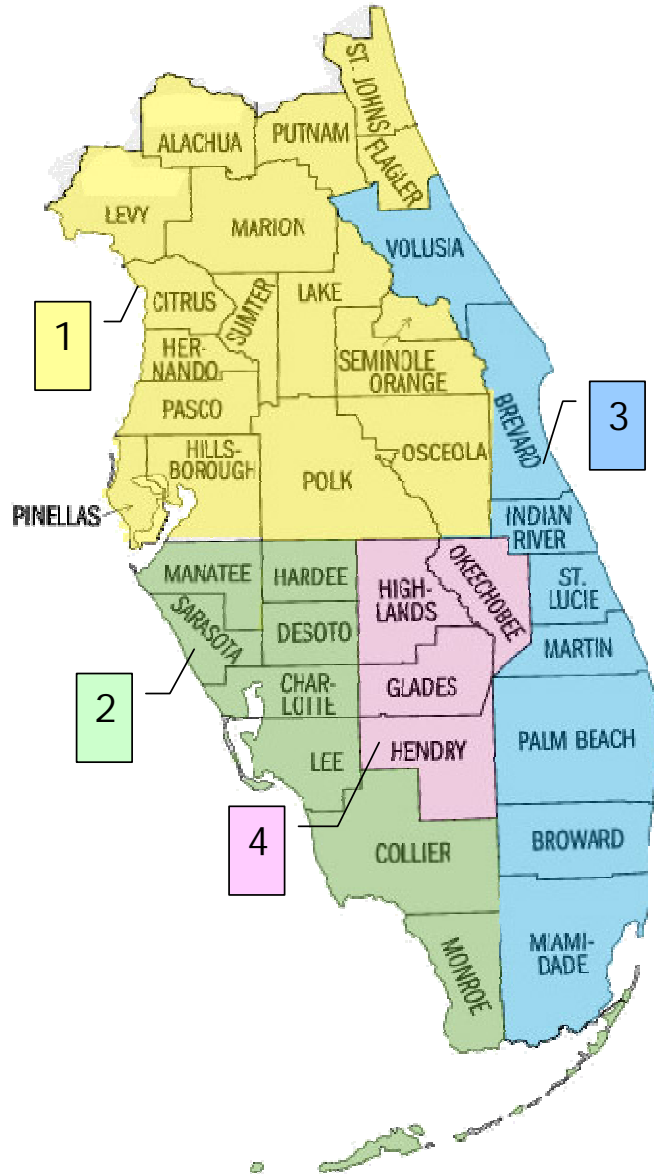 ST. JOHNS
ALACHUA
PUTNAM
FLAGLER
LEVY
MARION
VOLUSIA
1
CITRUS
SUMTER
LAKE
HER-
NANDO
SEMINOLE
ORANGE
PASCO
BREVARD
3
HILLS-
BOROUGH
POLK
OSCEOLA
PINELLAS
INDIAN
RIVER
MANATEE
HARDEE
HIGH-
LANDS
OKEECHOBEE
ST.
LUCIE
SARASOTA
DESOTO
MARTIN
2
CHAR-
LOTTE
GLADES
LEE
HENDRY
PALM BEACH
4
COLLIER
BROWARD
MONROE
MIAMI-
DADE